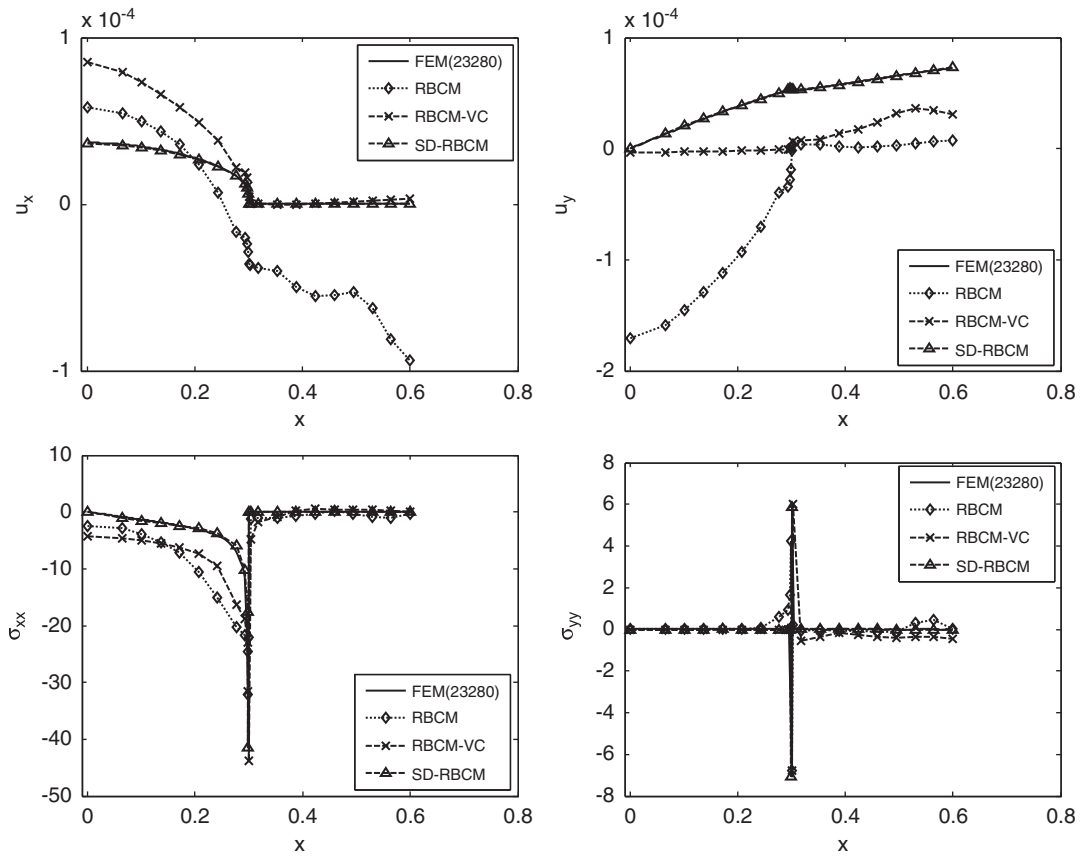 x 10⁻⁴
1
0
-1
0
0.2
0.4
0.6
0.8
x
uₓ
FEM(23280)
RBCM
RBCM-VC
SD-RBCM
x 10⁻⁴
1
0
-1
-2
0
0.2
0.4
0.6
0.8
x
u_y
FEM(23280)
RBCM
RBCM-VC
SD-RBCM
10
0
-10
-20
-30
-40
-50
0
0.2
0.4
0.6
0.8
x
σₓₓ
FEM(23280)
RBCM
RBCM-VC
SD-RBCM
8
6
4
2
0
-2
-4
-6
-8
0
0.2
0.4
0.6
0.8
x
σ_yy
FEM(23280)
RBCM
RBCM-VC
SD-RBCM